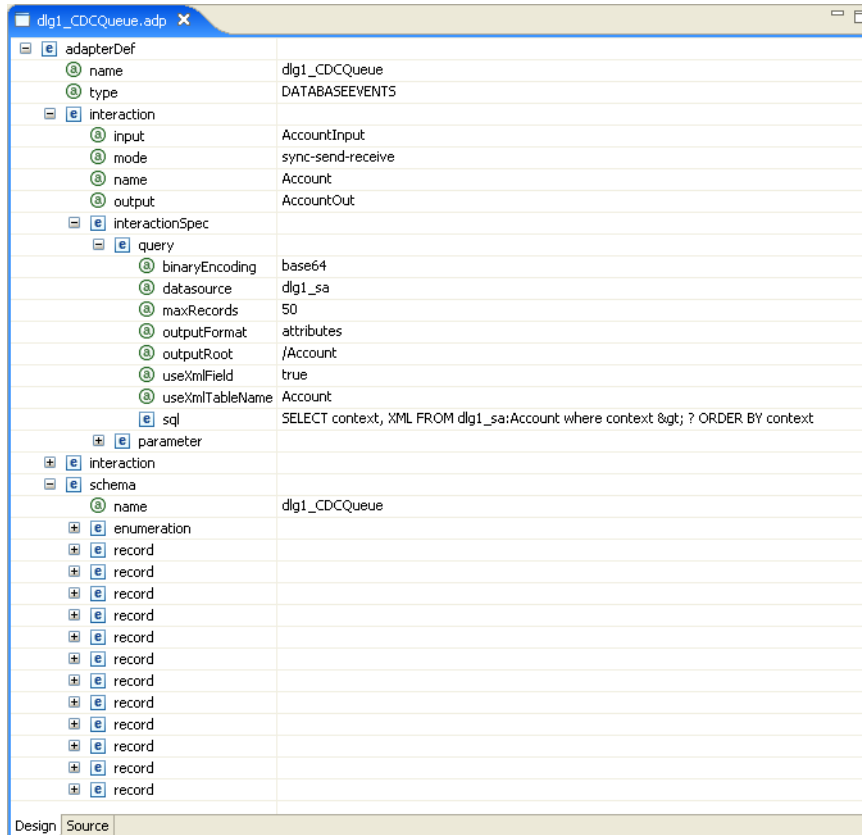 dlg1_CDCQueue.adp
adapterDef
name dlg1_CDCQueue
type DATABASEEVENTS
interaction
input AccountInput
mode sync-send-receive
name Account
output AccountOut
interactionSpec
query
binaryEncoding base64
datasource dlg1_sa
maxRecords 50
outputFormat attributes
outputRoot /Account
useXmlField true
useXmlTableName Account
sql SELECT context, XML FROM dlg1_sa:Account where context &gt; ? ORDER BY context
parameter
interaction
schema
name dlg1_CDCQueue
enumeration
record
record
record
record
record
record
record
record
record
record
record
record
Design Source